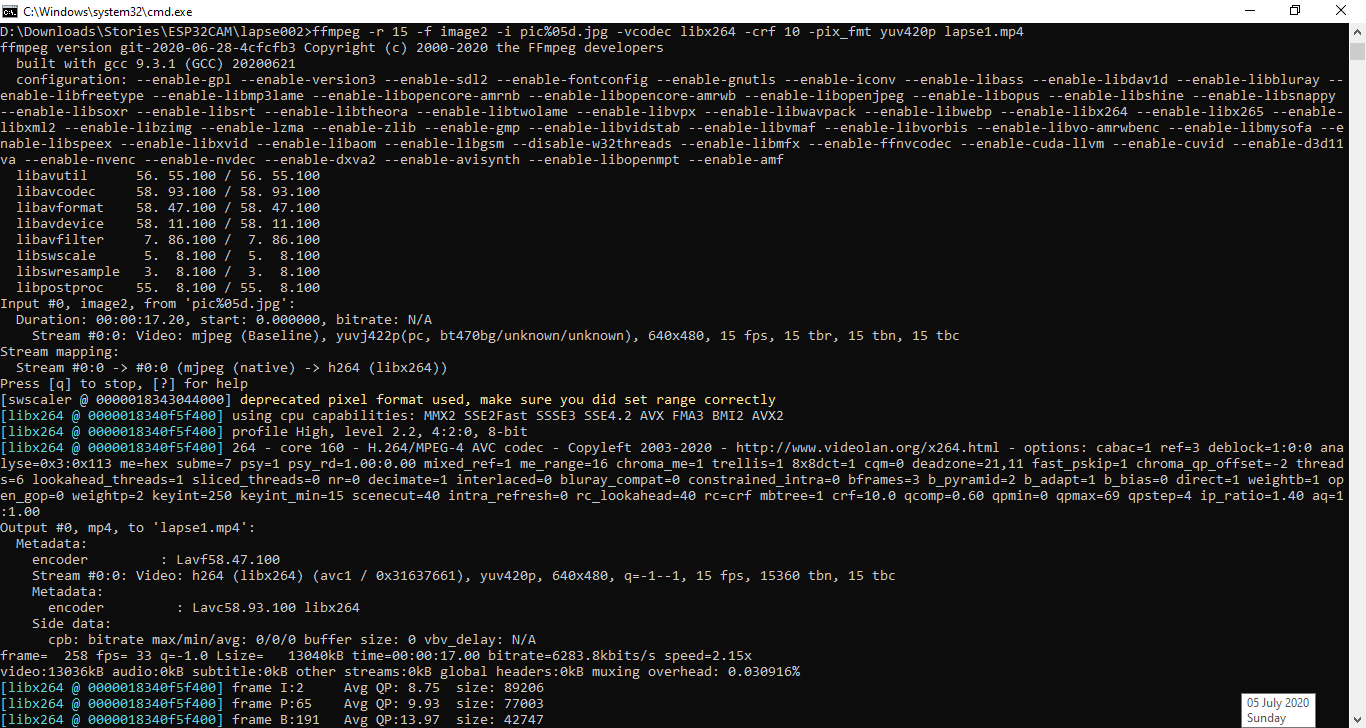 C:\Windows\system32\cmd.exe
D:\Downloads\Stories\ESP32CAM\lapse002>ffmpeg -r 15 -f image2 -i pic%05d.jpg -vcodec libx264 -crf 10 -pix_fmt yuv420p lapse1.mp4
ffmpeg version git-2020-06-28-4cfcfb3 Copyright (c) 2000-2020 the FFmpeg developers
  built with gcc 9.3.1 (GCC) 20200621
  configuration: --enable-gpl --enable-version3 --enable-sdl2 --enable-fontconfig --enable-gnutls --enable-iconv --enable-libass --enable-libdav1d --enable-libbluray --
enable-libfreetype --enable-libmp3lame --enable-libopencore-amrnb --enable-libopencore-amrwb --enable-libopenjpeg --enable-libopus --enable-libshine --enable-libsnappy
--enable-libsoxr --enable-libsrt --enable-libtheora --enable-libtwolame --enable-libvpx --enable-libwavpack --enable-libwebp --enable-libx264 --enable-libx265 --enable-
libxml2 --enable-libzimg --enable-lzma --enable-zlib --enable-gmp --enable-libvidstab --enable-libvmaf --enable-libvorbis --enable-libvo-amrwbenc --enable-libmysofa --e
nable-libspeex --enable-libxvid --enable-libaom --enable-libgsm --disable-w32threads --enable-libmfx --enable-ffnvcodec --enable-cuda-llvm --enable-cuvid --enable-d3d11
va --enable-nvenc --enable-nvdec --enable-dxva2 --enable-avisynth --enable-libopenmpt --enable-amf
  libavutil      56. 55.100 / 56. 55.100
  libavcodec     58. 93.100 / 58. 93.100
  libavformat    58. 47.100 / 58. 47.100
  libavdevice    58. 11.100 / 58. 11.100
  libavfilter     7. 86.100 /  7. 86.100
  libswscale      5.  8.100 /  5.  8.100
  libswresample   3.  8.100 /  3.  8.100
  libpostproc    55.  8.100 / 55.  8.100
Input #0, image2, from 'pic%05d.jpg':
  Duration: 00:00:17.20, start: 0.000000, bitrate: N/A
    Stream #0:0: Video: mjpeg (Baseline), yuvj422p(pc, bt470bg/unknown/unknown), 640x480, 15 fps, 15 tbr, 15 tbn, 15 tbc
Stream mapping:
  Stream #0:0 -> #0:0 (mjpeg (native) -> h264 (libx264))
Press [q] to stop, [?] for help
[swscaler @ 0000018343044000] deprecated pixel format used, make sure you did set range correctly
[libx264 @ 0000018340f5f400] using cpu capabilities: MMX2 SSE2Fast SSSE3 SSE4.2 AVX FMA3 BMI2 AVX2
[libx264 @ 0000018340f5f400] profile High, level 2.2, 4:2:0, 8-bit
[libx264 @ 0000018340f5f400] 264 - core 160 - H.264/MPEG-4 AVC codec - Copyleft 2003-2020 - http://www.videolan.org/x264.html - options: cabac=1 ref=3 deblock=1:0:0 ana
lyse=0x3:0x113 me=hex subme=7 psy=1 psy_rd=1.00:0.00 mixed_ref=1 me_range=16 chroma_me=1 trellis=1 8x8dct=1 cqm=0 deadzone=21,11 fast_pskip=1 chroma_qp_offset=-2 thread
s=6 lookahead_threads=1 sliced_threads=0 nr=0 decimate=1 interlaced=0 bluray_compat=0 constrained_intra=0 bframes=3 b_pyramid=2 b_adapt=1 b_bias=0 direct=1 weightb=1 op
en_gop=0 weightp=2 keyint=250 keyint_min=15 scenecut=40 intra_refresh=0 rc_lookahead=40 rc=crf mbtree=1 crf=10.0 qcomp=0.60 qpmin=0 qpmax=69 qpstep=4 ip_ratio=1.40 aq=1
:1.00
Output #0, mp4, to 'lapse1.mp4':
  Metadata:
    encoder         : Lavf58.47.100
    Stream #0:0: Video: h264 (libx264) (avc1 / 0x31637661), yuv420p, 640x480, q=-1--1, 15 fps, 15360 tbn, 15 tbc
    Metadata:
      encoder         : Lavc58.93.100 libx264
    Side data:
      cpb: bitrate max/min/avg: 0/0/0 buffer size: 0 vbv_delay: N/A
frame=  258 fps= 33 q=-1.0 Lsize=   13040kB time=00:00:17.00 bitrate=6283.8kbits/s speed=2.15x
video:13036kB audio:0kB subtitle:0kB other streams:0kB global headers:0kB muxing overhead: 0.030916%
[libx264 @ 0000018340f5f400] frame I:2     Avg QP: 8.75  size: 89206
[libx264 @ 0000018340f5f400] frame P:65    Avg QP: 9.93  size: 77003
[libx264 @ 0000018340f5f400] frame B:191   Avg QP:13.97  size: 42747
05 July 2020
Sunday